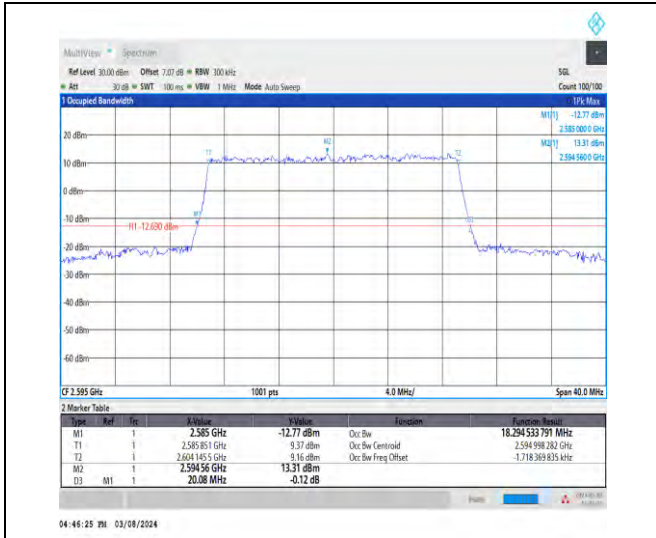 MultiView Spectrum
Ref Level 30.00 dBm Offset 7.07 dB RBW 300 kHz SGL
Att 30 dB SWT 100 ms VBW 1 MHz Mode Auto Sweep Count 100/100
1 Occupied Bandwidth 1Pk Max
M1[1] -12.77 dBm
2.585 000 0 GHz
M2[1] 13.31 dBm
2.594 560 0 GHz
20 dBm
T1 M2 T2
10 dBm
0 dBm
-10 dBm M1
H1 -12.690 dBm D3
-20 dBm
-30 dBm
-40 dBm
-50 dBm
-60 dBm
CF 2.595 GHz 1001 pts 4.0 MHz/ Span 40.0 MHz
2 Marker Table
Type Ref Trc X-Value Y-Value Function Function Result
M1 1 2.585 GHz -12.77 dBm Occ Bw 18.294 533 791 MHz
T1 1 2.585 851 GHz 9.37 dBm Occ Bw Centroid 2.594 998 282 GHz
T2 1 2.604 145 5 GHz 9.16 dBm Occ Bw Freq Offset -1.718 369 835 kHz
M2 1 2.594 56 GHz 13.31 dBm
D3 M1 1 20.08 MHz -0.12 dB
04:46:25 PM 03/08/2024